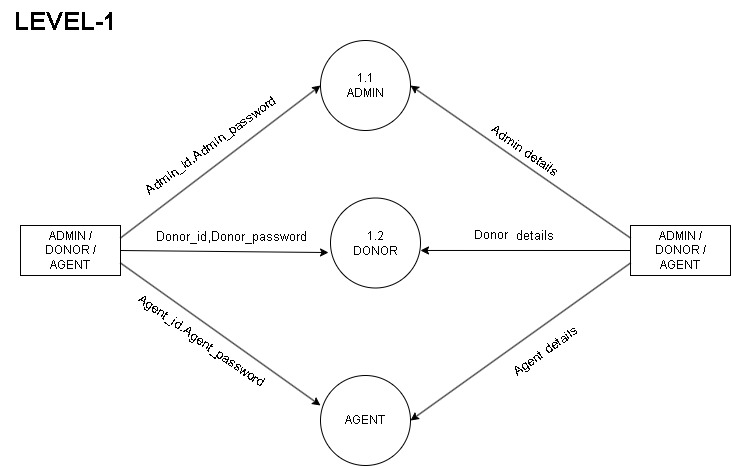 LEVEL-1
1.1
ADMIN
Admin_id,Admin_password
Admin details
ADMIN /
DONOR /
AGENT
Donor_id,Donor_password
1.2
DONOR
Donor details
ADMIN /
DONOR /
AGENT
Agent_id.Agent_password
Agent details
AGENT